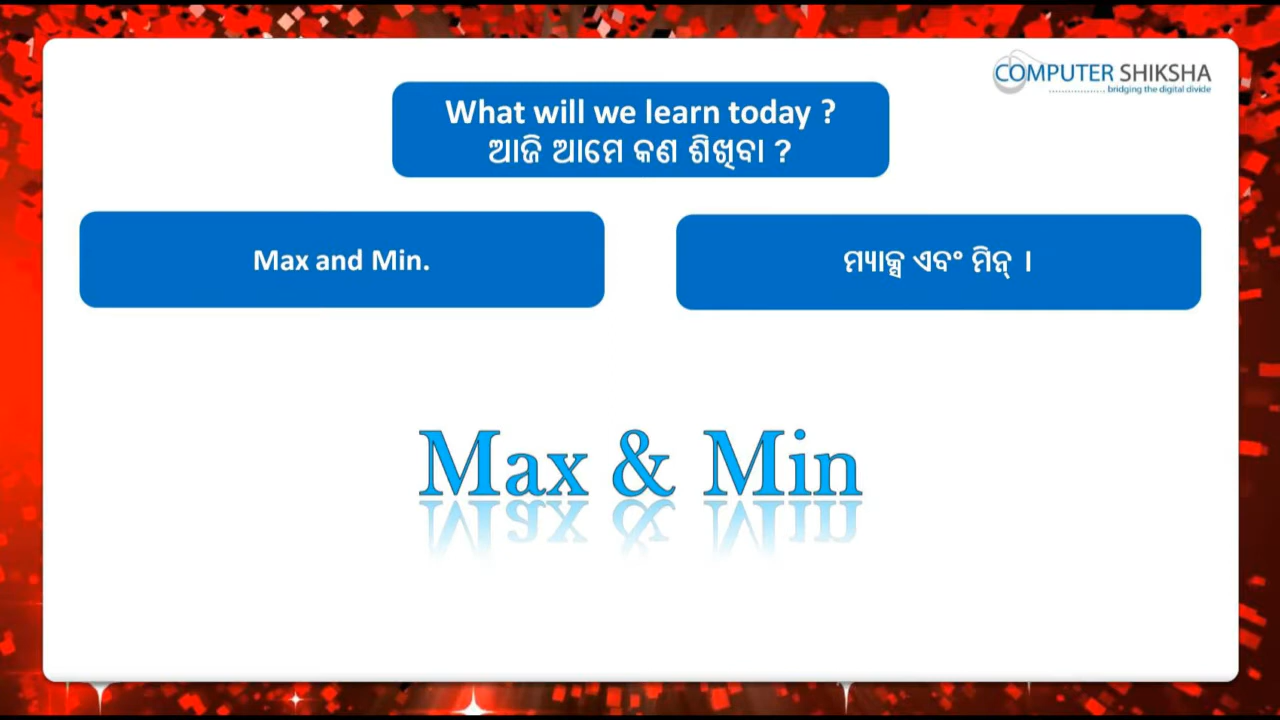 COMPUTER SHIKSHA
bridging the digital divide
What will we learn today ?
ଆଜି ଆମେ କଣ ଶିଖିବା ?
Max and Min.
ମ୍ୟାକ୍ସ ଏବଂ ମିନ୍ ।
Max & Min